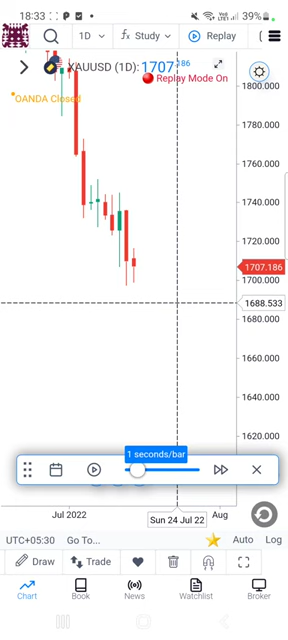 18:33 P 39%
1D fx Study Replay
XAUUSD (1D): 1707.186
Replay Mode On
OANDA Closed
1800.000
1780.000
1760.000
1740.000
1720.000
1707.186
1700.000
1688.533
1680.000
1660.000
1640.000
1620.000
1 seconds/bar
Jul 2022
Sun 24 Jul 22
Aug
UTC+05:30 Go To... Auto Log
Draw Trade
Chart Book News Watchlist Broker